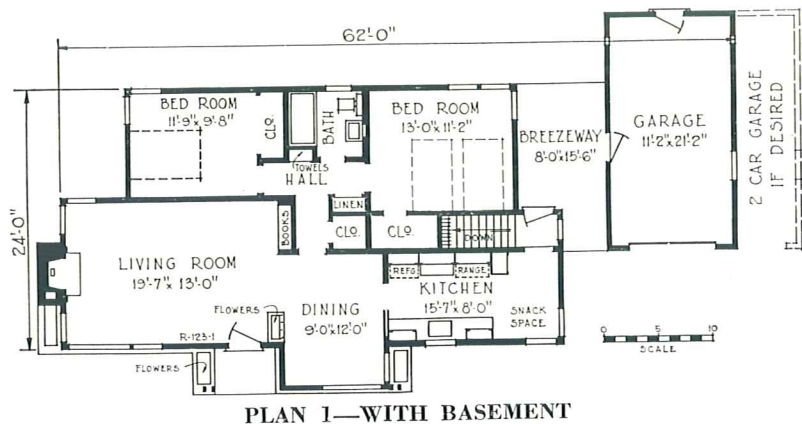 62'-0"
24'-0"
BED ROOM
11'-9" x 9'-8"
CLO.
BATH
TOWELS
HALL
LINEN
BED ROOM
13'-0" x 11'-2"
BREEZEWAY
8'-0" x 15'-6"
GARAGE
11'-2" x 21'-2"
2 CAR GARAGE
IF DESIRED
BOOKS
CLO.
CLO.
DOWN
LIVING ROOM
19'-7" x 13'-0"
REFG
RANGE
KITCHEN
15'-7" x 8'-0"
SNACK
SPACE
FLOWERS
DINING
9'-0" x 12'-0"
R-123-1
FLOWERS
0 5 10
SCALE
PLAN 1—WITH BASEMENT